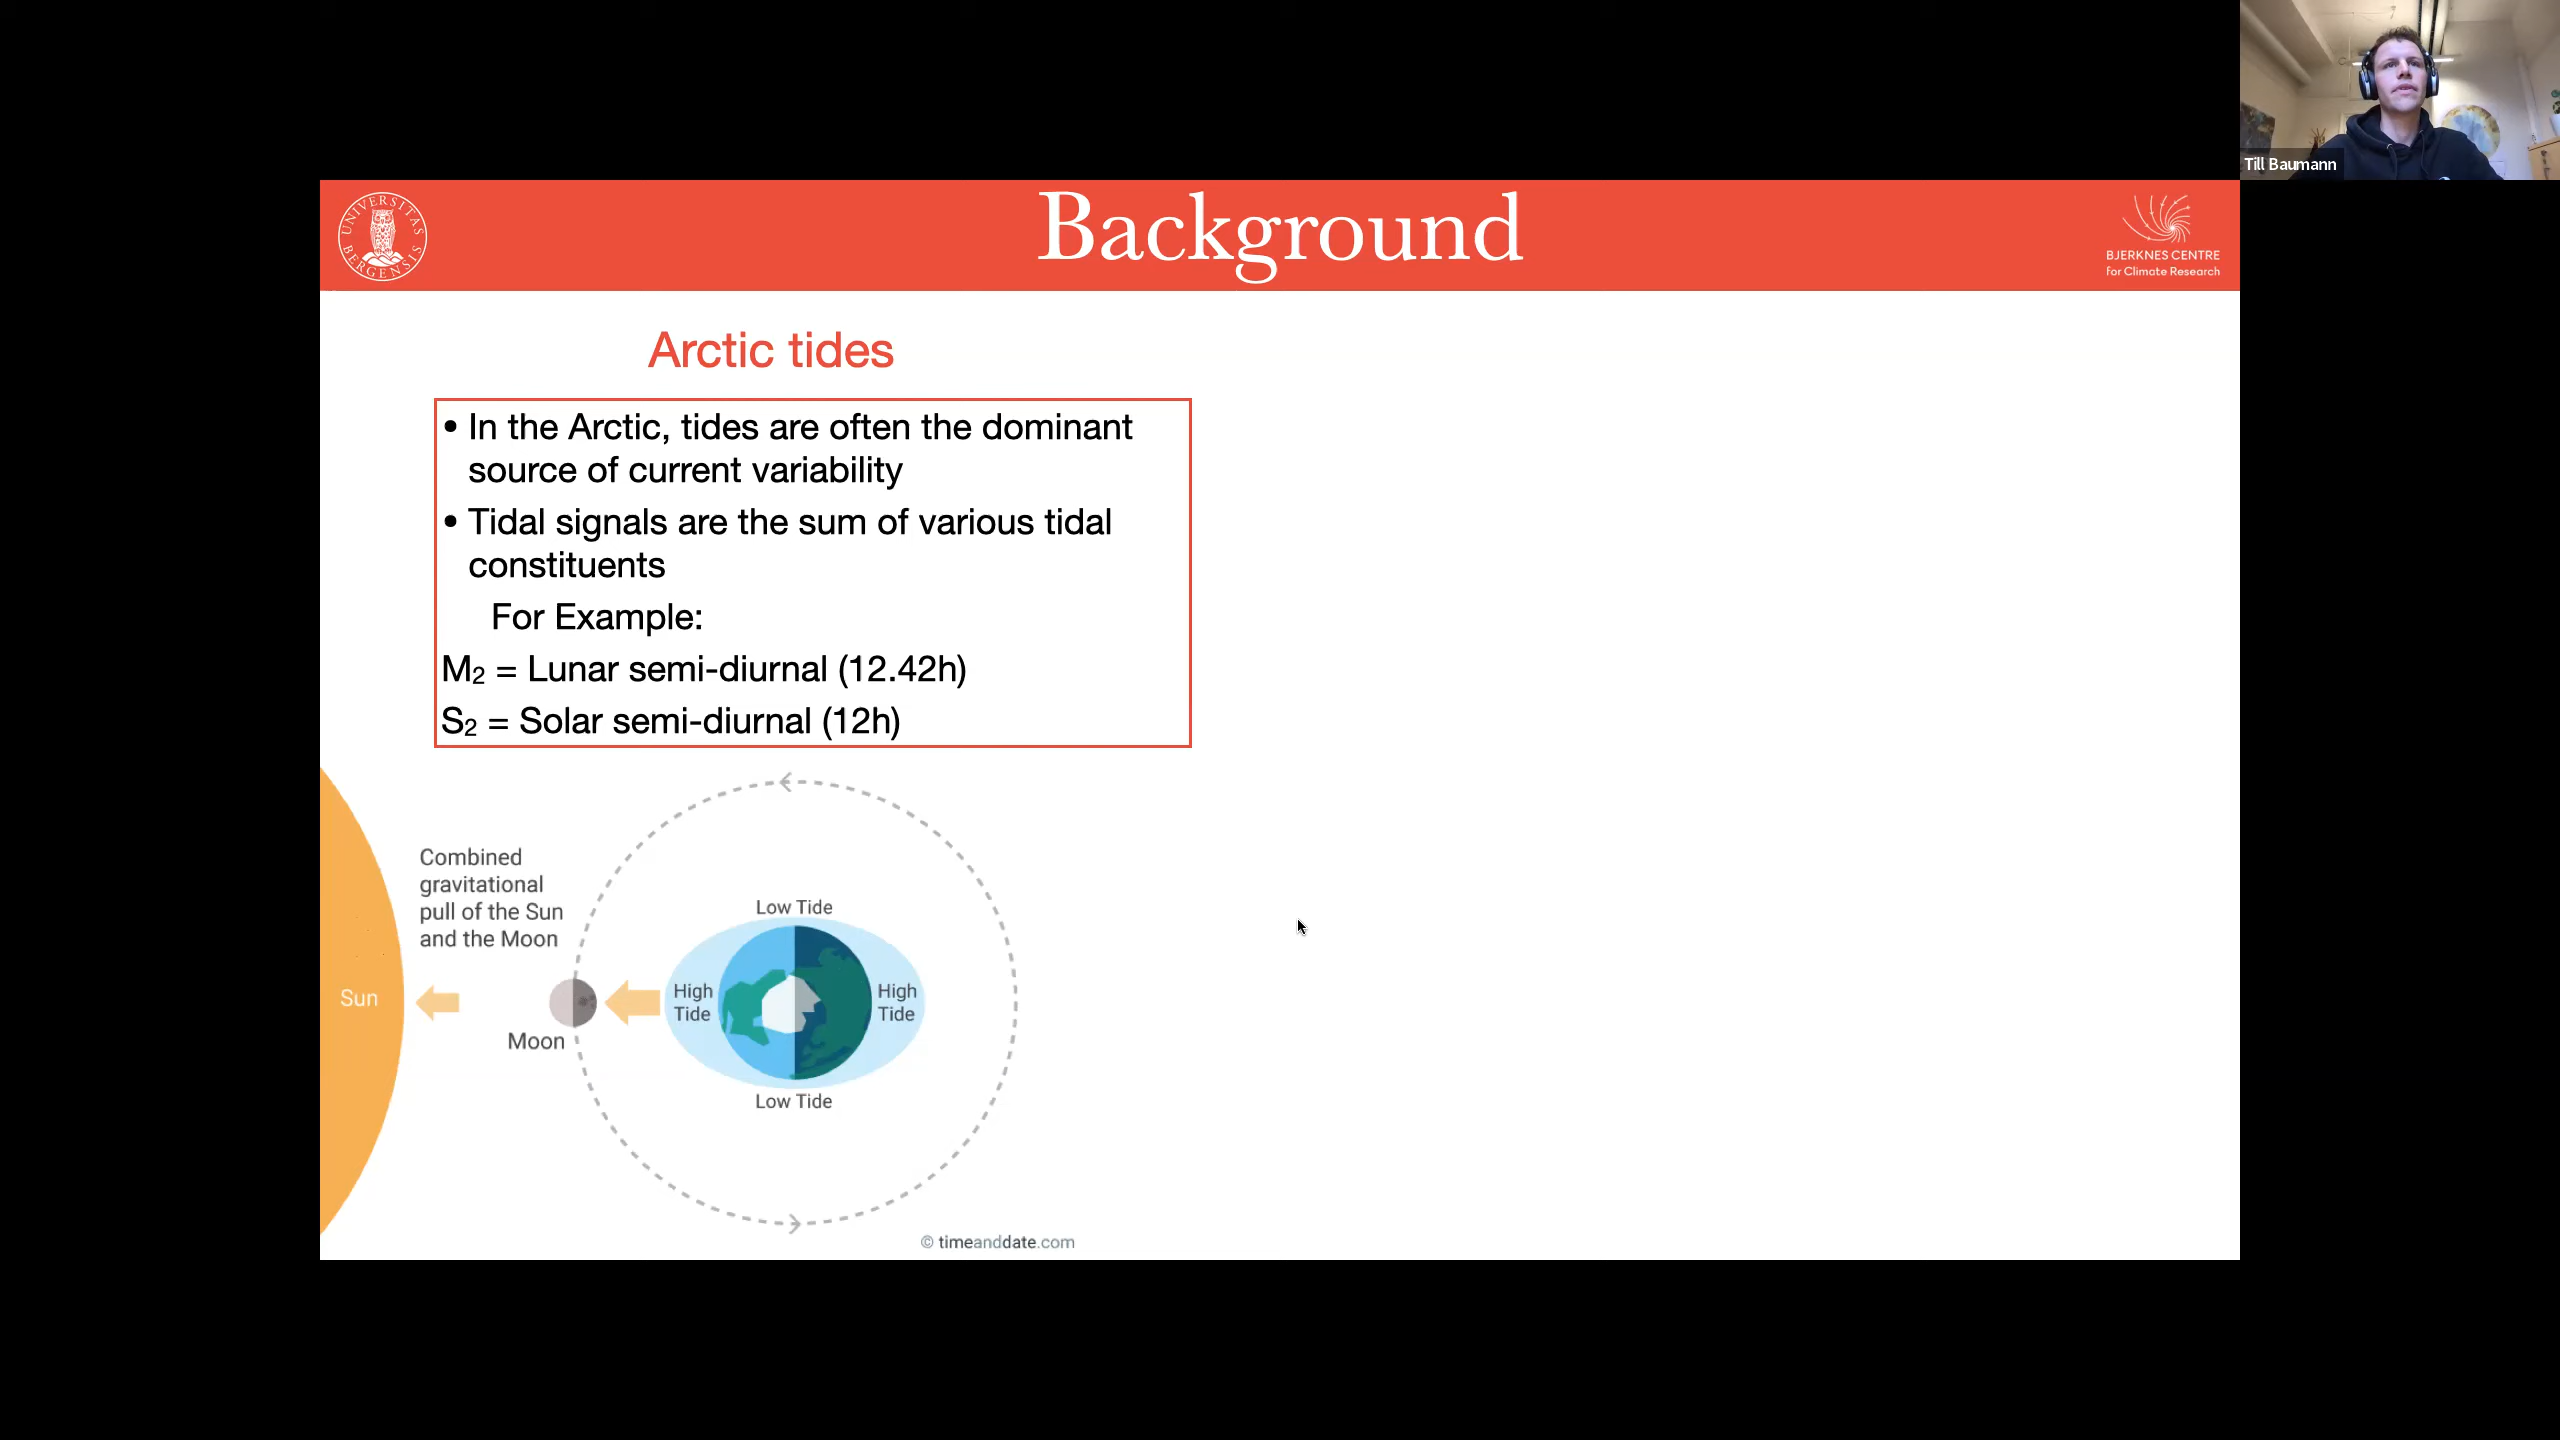 Till Baumann
UNIVERSITAS
BERGENSIS
Background
BJERKNES CENTRE
for Climate Research
Arctic tides
• In the Arctic, tides are often the dominant
source of current variability
• Tidal signals are the sum of various tidal
constituents
For Example:
M₂ = Lunar semi-diurnal (12.42h)
S₂ = Solar semi-diurnal (12h)
Combined
gravitational
pull of the Sun
and the Moon
Sun
Moon
Low Tide
High
Tide
High
Tide
Low Tide
© timeanddate.com